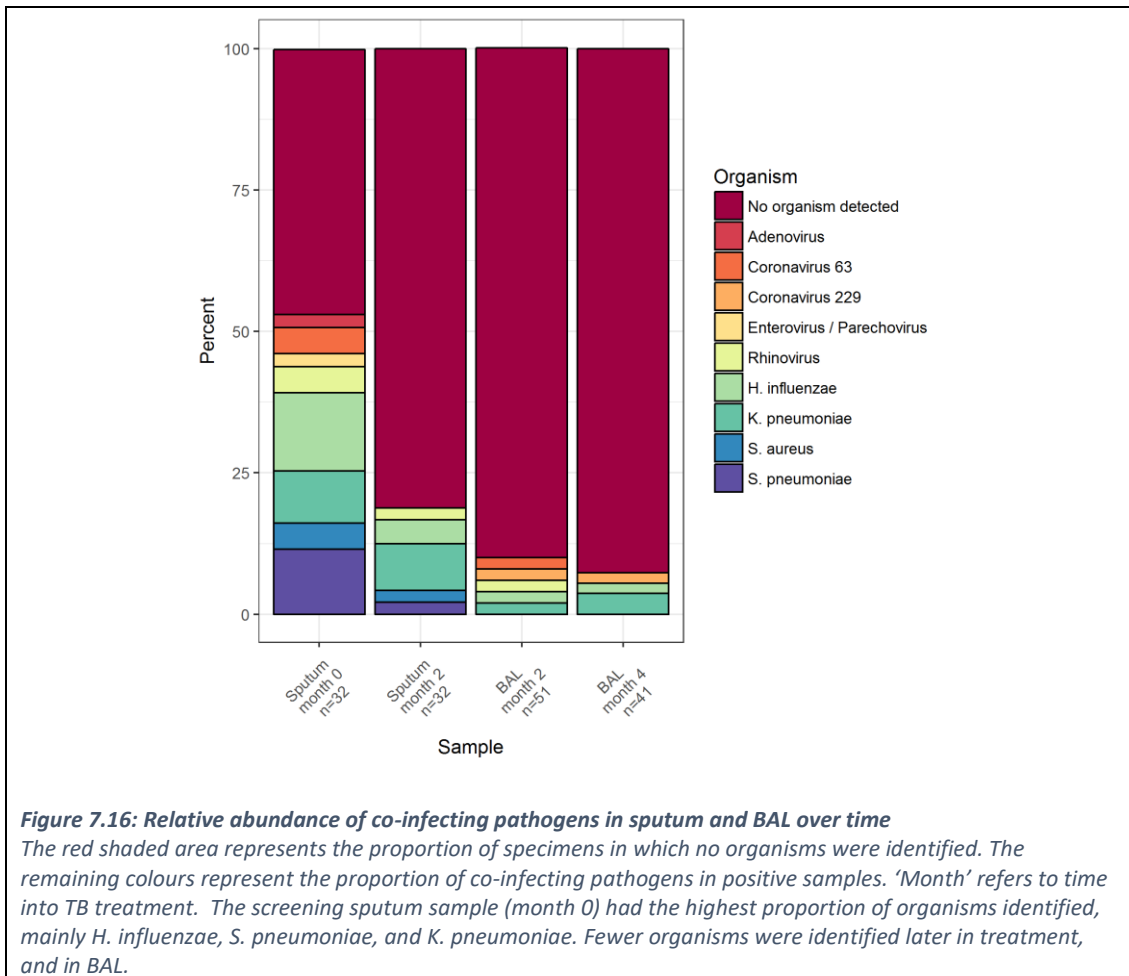 100
75
50
25
0
Percent
Sputum
month 0
n=32
Sputum
month 2
n=32
BAL
month 2
n=51
BAL
month 4
n=41
Sample
Organism
No organism detected
Adenovirus
Coronavirus 63
Coronavirus 229
Enterovirus / Parechovirus
Rhinovirus
H. influenzae
K. pneumoniae
S. aureus
S. pneumoniae
Figure 7.16: Relative abundance of co-infecting pathogens in sputum and BAL over time
The red shaded area represents the proportion of specimens in which no organisms were identified. The
remaining colours represent the proportion of co-infecting pathogens in positive samples. ‘Month’ refers to time
into TB treatment.  The screening sputum sample (month 0) had the highest proportion of organisms identified,
mainly H. influenzae, S. pneumoniae, and K. pneumoniae. Fewer organisms were identified later in treatment,
and in BAL.